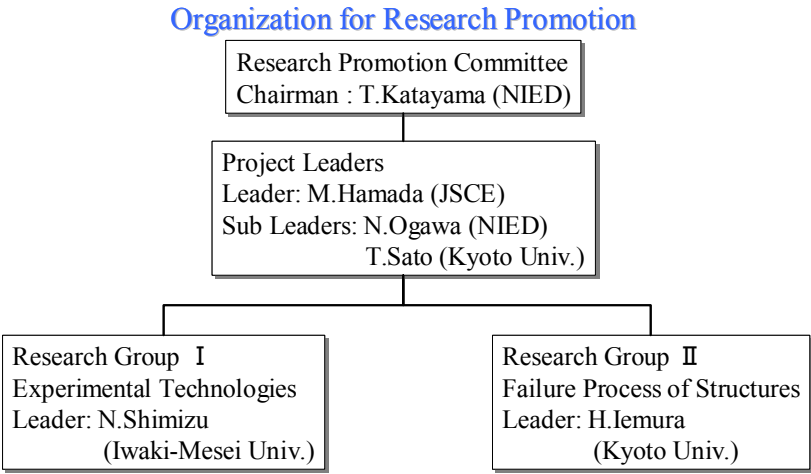 Organization for Research Promotion
Research Promotion Committee
Chairman : T.Katayama (NIED)
Project Leaders
Leader: M.Hamada (JSCE)
Sub Leaders: N.Ogawa (NIED)
T.Sato (Kyoto Univ.)
Research Group Ⅰ
Experimental Technologies
Leader: N.Shimizu
(Iwaki-Mesei Univ.)
Research Group Ⅱ
Failure Process of Structures
Leader: H.Iemura
(Kyoto Univ.)